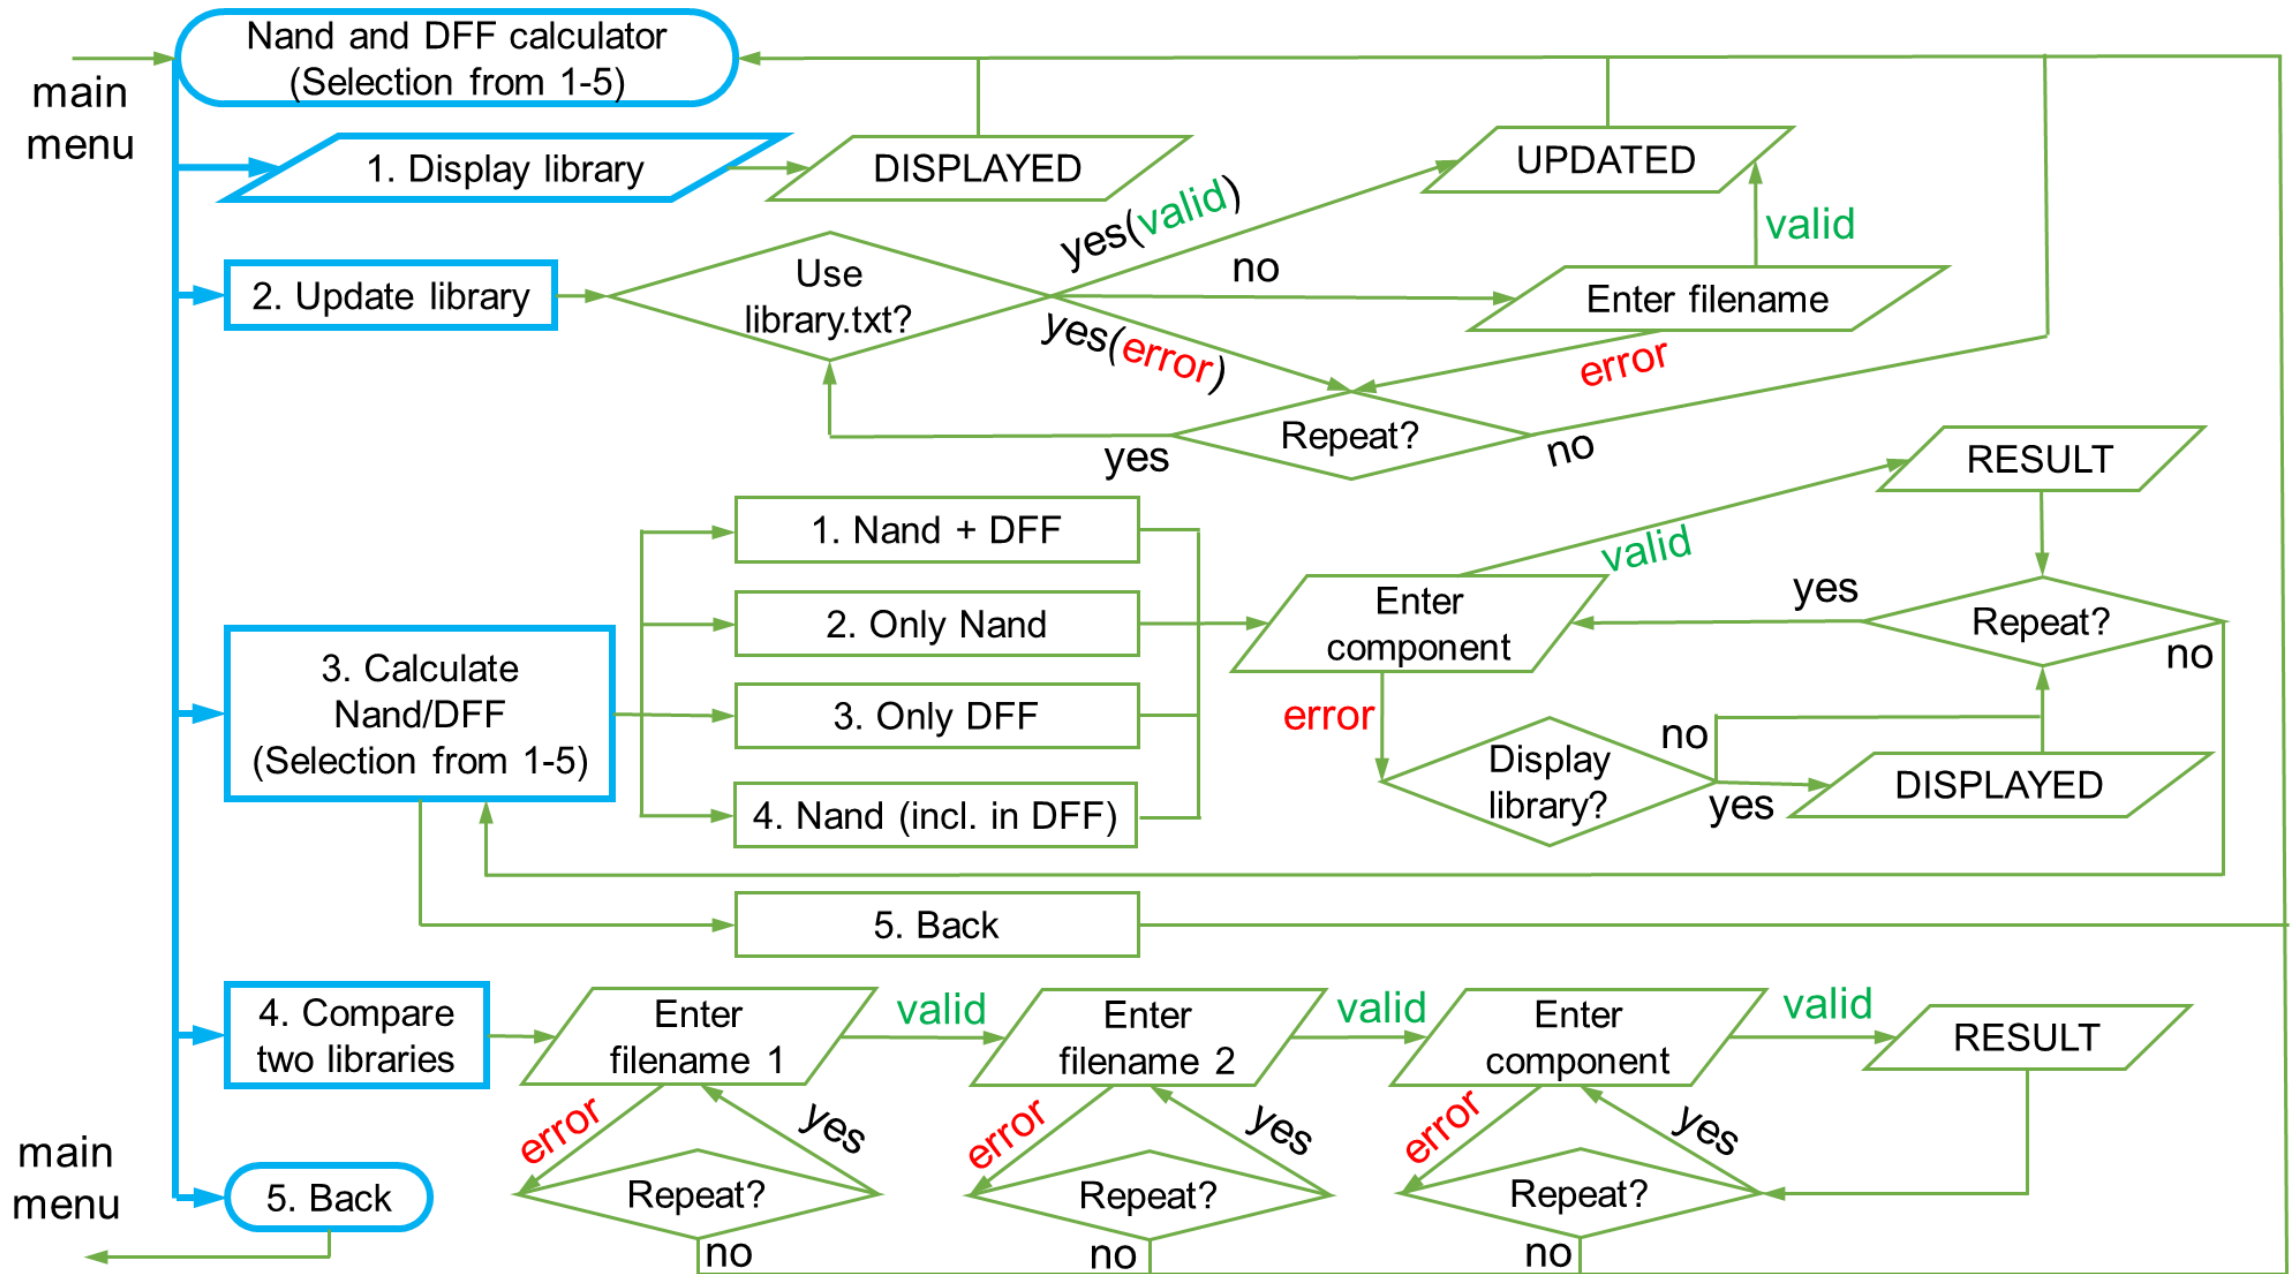 Nand and DFF calculator
(Selection from 1-5)
main
menu
1. Display library
DISPLAYED
UPDATED
yes(valid)
valid
2. Update library
Use
library.txt?
no
Enter filename
yes(error)
error
Repeat?
yes
no
RESULT
1. Nand + DFF
valid
2. Only Nand
Enter
component
yes
Repeat?
no
3. Calculate
Nand/DFF
(Selection from 1-5)
3. Only DFF
error
Display
library?
no
yes
DISPLAYED
4. Nand (incl. in DFF)
5. Back
4. Compare
two libraries
Enter
filename 1
valid
Enter
filename 2
valid
Enter
component
valid
RESULT
error
yes
error
yes
error
yes
main
menu
5. Back
Repeat?
Repeat?
Repeat?
no
no
no